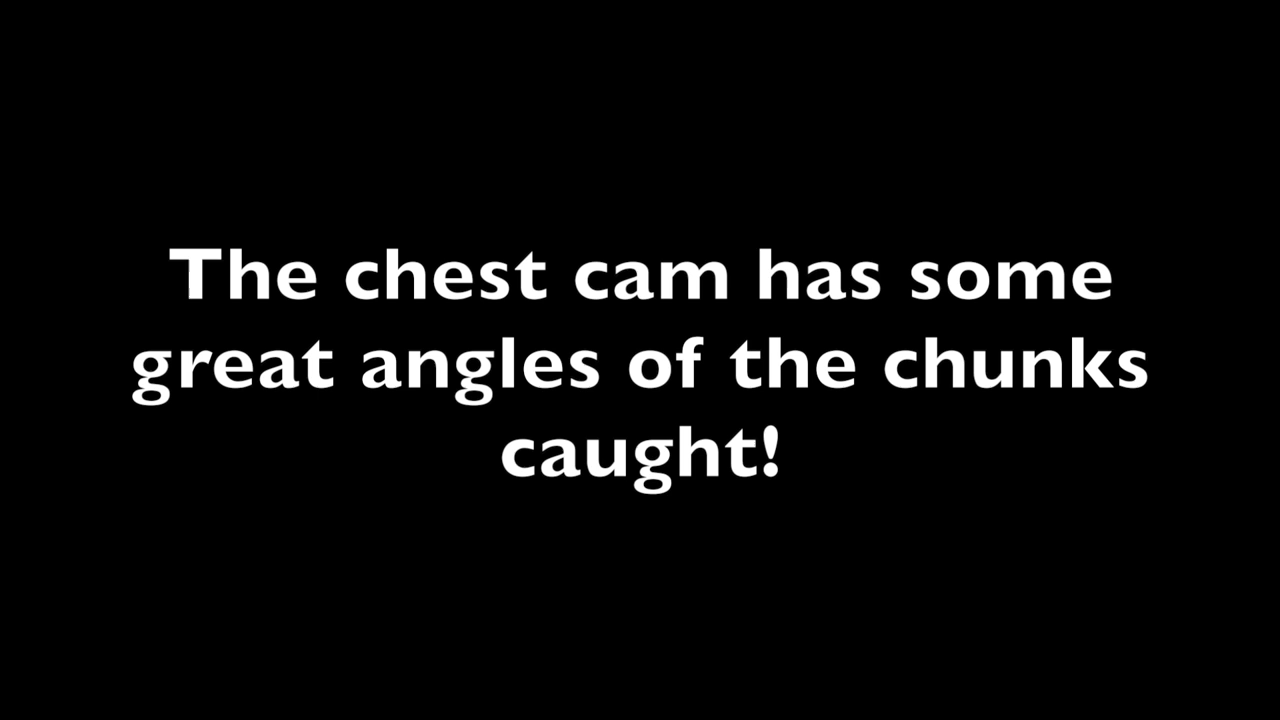 The chest cam has some
great angles of the chunks
caught!